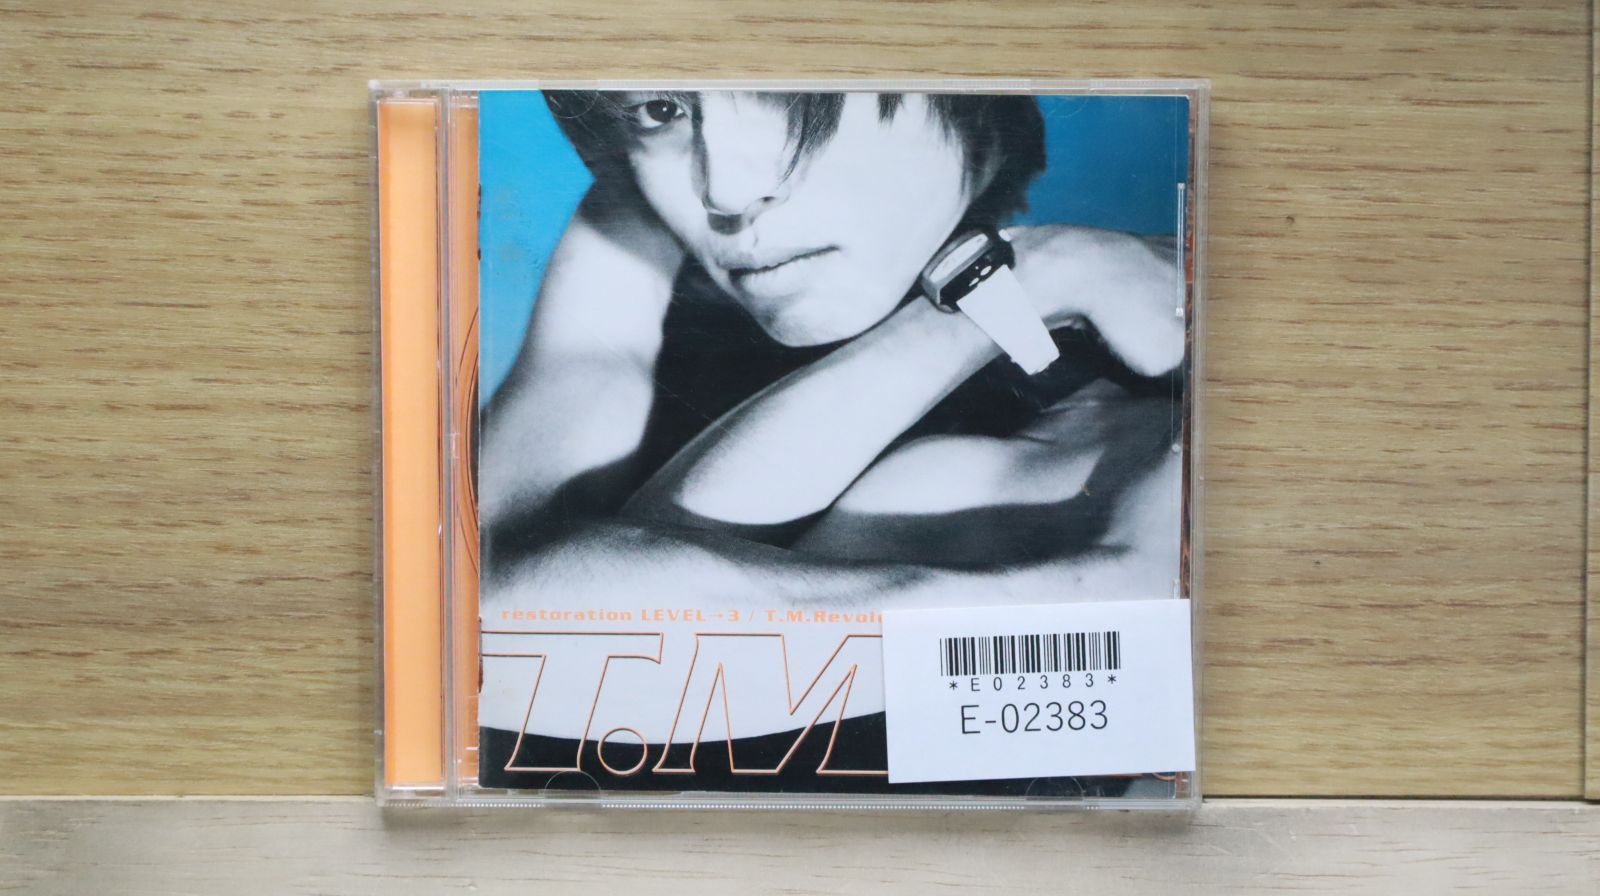 restoration LEVEL→3 / T.M.Revolu
T.M
*E02383*
E-02383